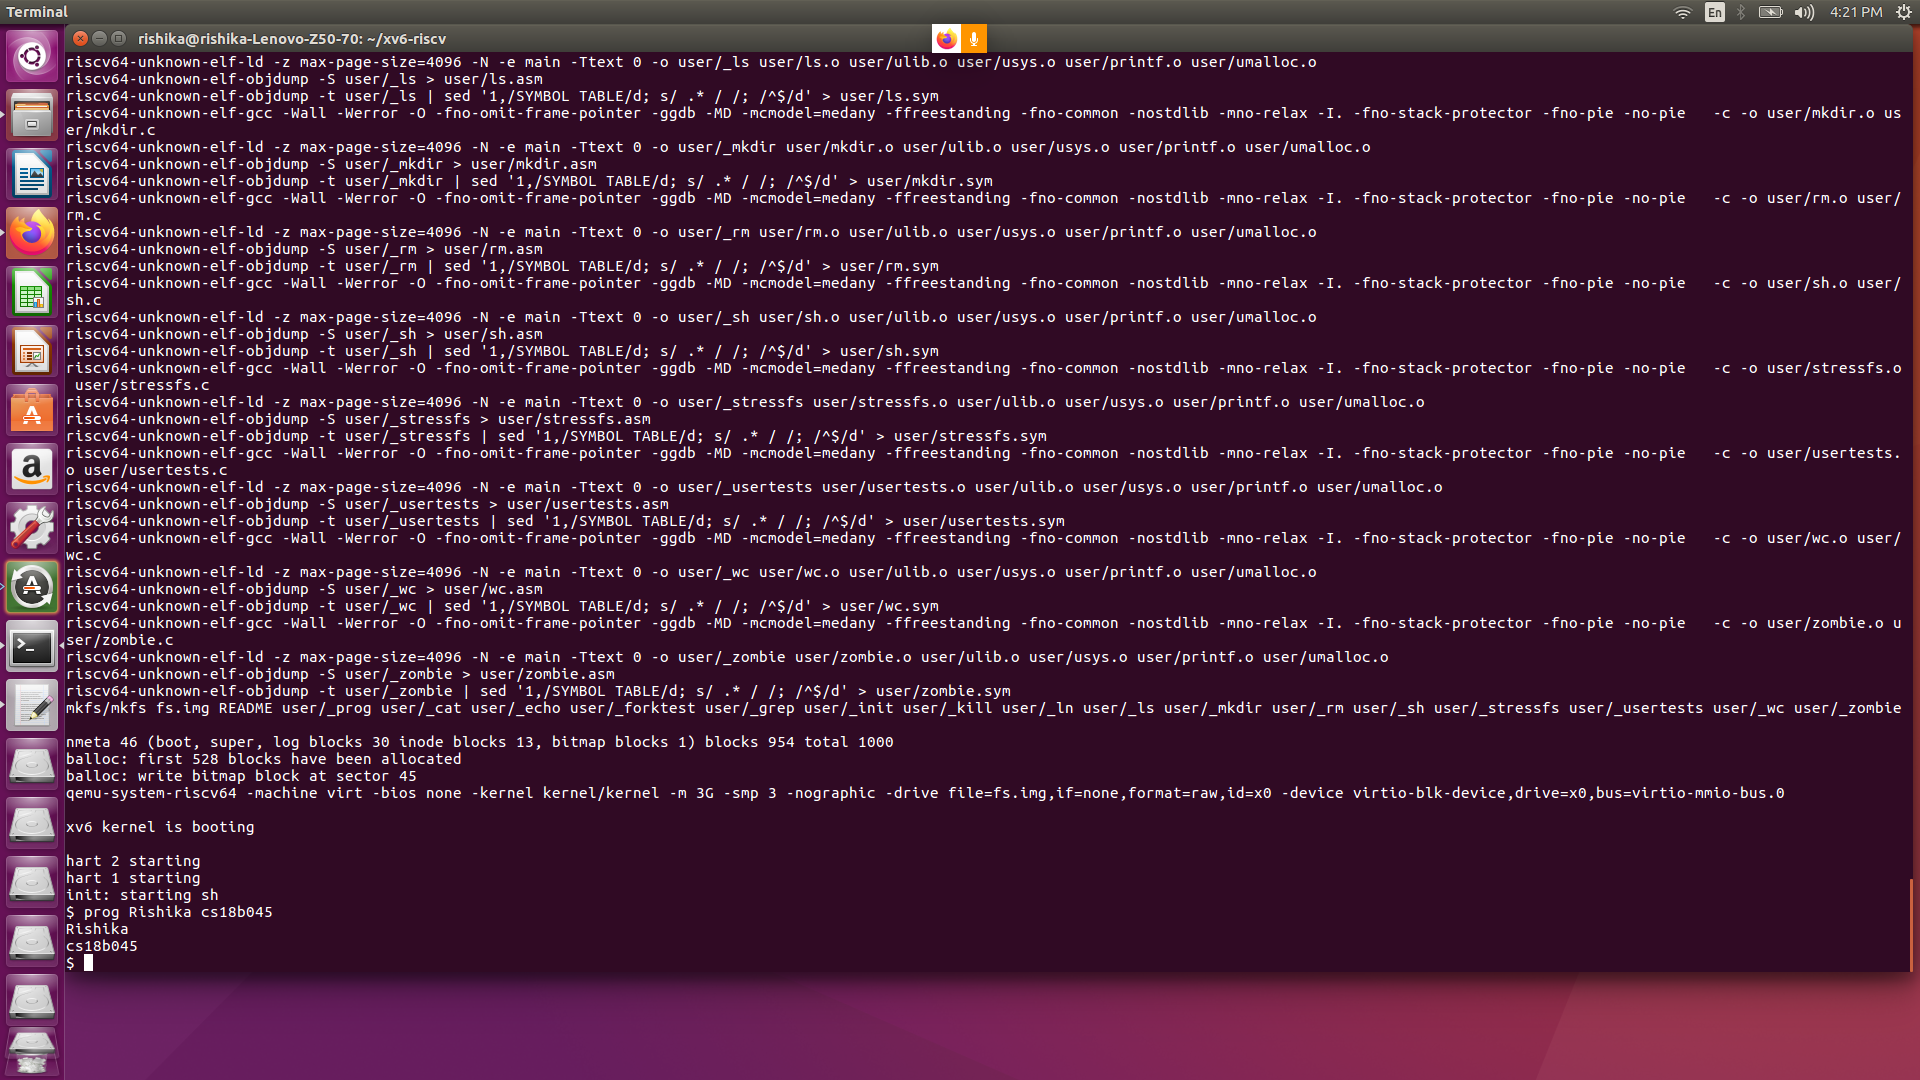 Terminal
En
4:21 PM
rishika@rishika-Lenovo-Z50-70: ~/xv6-riscv
riscv64-unknown-elf-ld -z max-page-size=4096 -N -e main -Ttext 0 -o user/_ls user/ls.o user/ulib.o user/usys.o user/printf.o user/umalloc.o
riscv64-unknown-elf-objdump -S user/_ls > user/ls.asm
riscv64-unknown-elf-objdump -t user/_ls | sed '1,/SYMBOL TABLE/d; s/ .* / /; /^$/d' > user/ls.sym
riscv64-unknown-elf-gcc -Wall -Werror -O -fno-omit-frame-pointer -ggdb -MD -mcmodel=medany -ffreestanding -fno-common -nostdlib -mno-relax -I. -fno-stack-protector -fno-pie -no-pie   -c -o user/mkdir.o us
er/mkdir.c
riscv64-unknown-elf-ld -z max-page-size=4096 -N -e main -Ttext 0 -o user/_mkdir user/mkdir.o user/ulib.o user/usys.o user/printf.o user/umalloc.o
riscv64-unknown-elf-objdump -S user/_mkdir > user/mkdir.asm
riscv64-unknown-elf-objdump -t user/_mkdir | sed '1,/SYMBOL TABLE/d; s/ .* / /; /^$/d' > user/mkdir.sym
riscv64-unknown-elf-gcc -Wall -Werror -O -fno-omit-frame-pointer -ggdb -MD -mcmodel=medany -ffreestanding -fno-common -nostdlib -mno-relax -I. -fno-stack-protector -fno-pie -no-pie   -c -o user/rm.o user/
rm.c
riscv64-unknown-elf-ld -z max-page-size=4096 -N -e main -Ttext 0 -o user/_rm user/rm.o user/ulib.o user/usys.o user/printf.o user/umalloc.o
riscv64-unknown-elf-objdump -S user/_rm > user/rm.asm
riscv64-unknown-elf-objdump -t user/_rm | sed '1,/SYMBOL TABLE/d; s/ .* / /; /^$/d' > user/rm.sym
riscv64-unknown-elf-gcc -Wall -Werror -O -fno-omit-frame-pointer -ggdb -MD -mcmodel=medany -ffreestanding -fno-common -nostdlib -mno-relax -I. -fno-stack-protector -fno-pie -no-pie   -c -o user/sh.o user/
sh.c
riscv64-unknown-elf-ld -z max-page-size=4096 -N -e main -Ttext 0 -o user/_sh user/sh.o user/ulib.o user/usys.o user/printf.o user/umalloc.o
riscv64-unknown-elf-objdump -S user/_sh > user/sh.asm
riscv64-unknown-elf-objdump -t user/_sh | sed '1,/SYMBOL TABLE/d; s/ .* / /; /^$/d' > user/sh.sym
riscv64-unknown-elf-gcc -Wall -Werror -O -fno-omit-frame-pointer -ggdb -MD -mcmodel=medany -ffreestanding -fno-common -nostdlib -mno-relax -I. -fno-stack-protector -fno-pie -no-pie   -c -o user/stressfs.o
 user/stressfs.c
riscv64-unknown-elf-ld -z max-page-size=4096 -N -e main -Ttext 0 -o user/_stressfs user/stressfs.o user/ulib.o user/usys.o user/printf.o user/umalloc.o
riscv64-unknown-elf-objdump -S user/_stressfs > user/stressfs.asm
riscv64-unknown-elf-objdump -t user/_stressfs | sed '1,/SYMBOL TABLE/d; s/ .* / /; /^$/d' > user/stressfs.sym
riscv64-unknown-elf-gcc -Wall -Werror -O -fno-omit-frame-pointer -ggdb -MD -mcmodel=medany -ffreestanding -fno-common -nostdlib -mno-relax -I. -fno-stack-protector -fno-pie -no-pie   -c -o user/usertests.
o user/usertests.c
riscv64-unknown-elf-ld -z max-page-size=4096 -N -e main -Ttext 0 -o user/_usertests user/usertests.o user/ulib.o user/usys.o user/printf.o user/umalloc.o
riscv64-unknown-elf-objdump -S user/_usertests > user/usertests.asm
riscv64-unknown-elf-objdump -t user/_usertests | sed '1,/SYMBOL TABLE/d; s/ .* / /; /^$/d' > user/usertests.sym
riscv64-unknown-elf-gcc -Wall -Werror -O -fno-omit-frame-pointer -ggdb -MD -mcmodel=medany -ffreestanding -fno-common -nostdlib -mno-relax -I. -fno-stack-protector -fno-pie -no-pie   -c -o user/wc.o user/
wc.c
riscv64-unknown-elf-ld -z max-page-size=4096 -N -e main -Ttext 0 -o user/_wc user/wc.o user/ulib.o user/usys.o user/printf.o user/umalloc.o
riscv64-unknown-elf-objdump -S user/_wc > user/wc.asm
riscv64-unknown-elf-objdump -t user/_wc | sed '1,/SYMBOL TABLE/d; s/ .* / /; /^$/d' > user/wc.sym
riscv64-unknown-elf-gcc -Wall -Werror -O -fno-omit-frame-pointer -ggdb -MD -mcmodel=medany -ffreestanding -fno-common -nostdlib -mno-relax -I. -fno-stack-protector -fno-pie -no-pie   -c -o user/zombie.o u
ser/zombie.c
riscv64-unknown-elf-ld -z max-page-size=4096 -N -e main -Ttext 0 -o user/_zombie user/zombie.o user/ulib.o user/usys.o user/printf.o user/umalloc.o
riscv64-unknown-elf-objdump -S user/_zombie > user/zombie.asm
riscv64-unknown-elf-objdump -t user/_zombie | sed '1,/SYMBOL TABLE/d; s/ .* / /; /^$/d' > user/zombie.sym
mkfs/mkfs fs.img README user/_prog user/_cat user/_echo user/_forktest user/_grep user/_init user/_kill user/_ln user/_ls user/_mkdir user/_rm user/_sh user/_stressfs user/_usertests user/_wc user/_zombie
nmeta 46 (boot, super, log blocks 30 inode blocks 13, bitmap blocks 1) blocks 954 total 1000
balloc: first 528 blocks have been allocated
balloc: write bitmap block at sector 45
qemu-system-riscv64 -machine virt -bios none -kernel kernel/kernel -m 3G -smp 3 -nographic -drive file=fs.img,if=none,format=raw,id=x0 -device virtio-blk-device,drive=x0,bus=virtio-mmio-bus.0
xv6 kernel is booting
hart 2 starting
hart 1 starting
init: starting sh
$ prog Rishika cs18b045
Rishika
cs18b045
$